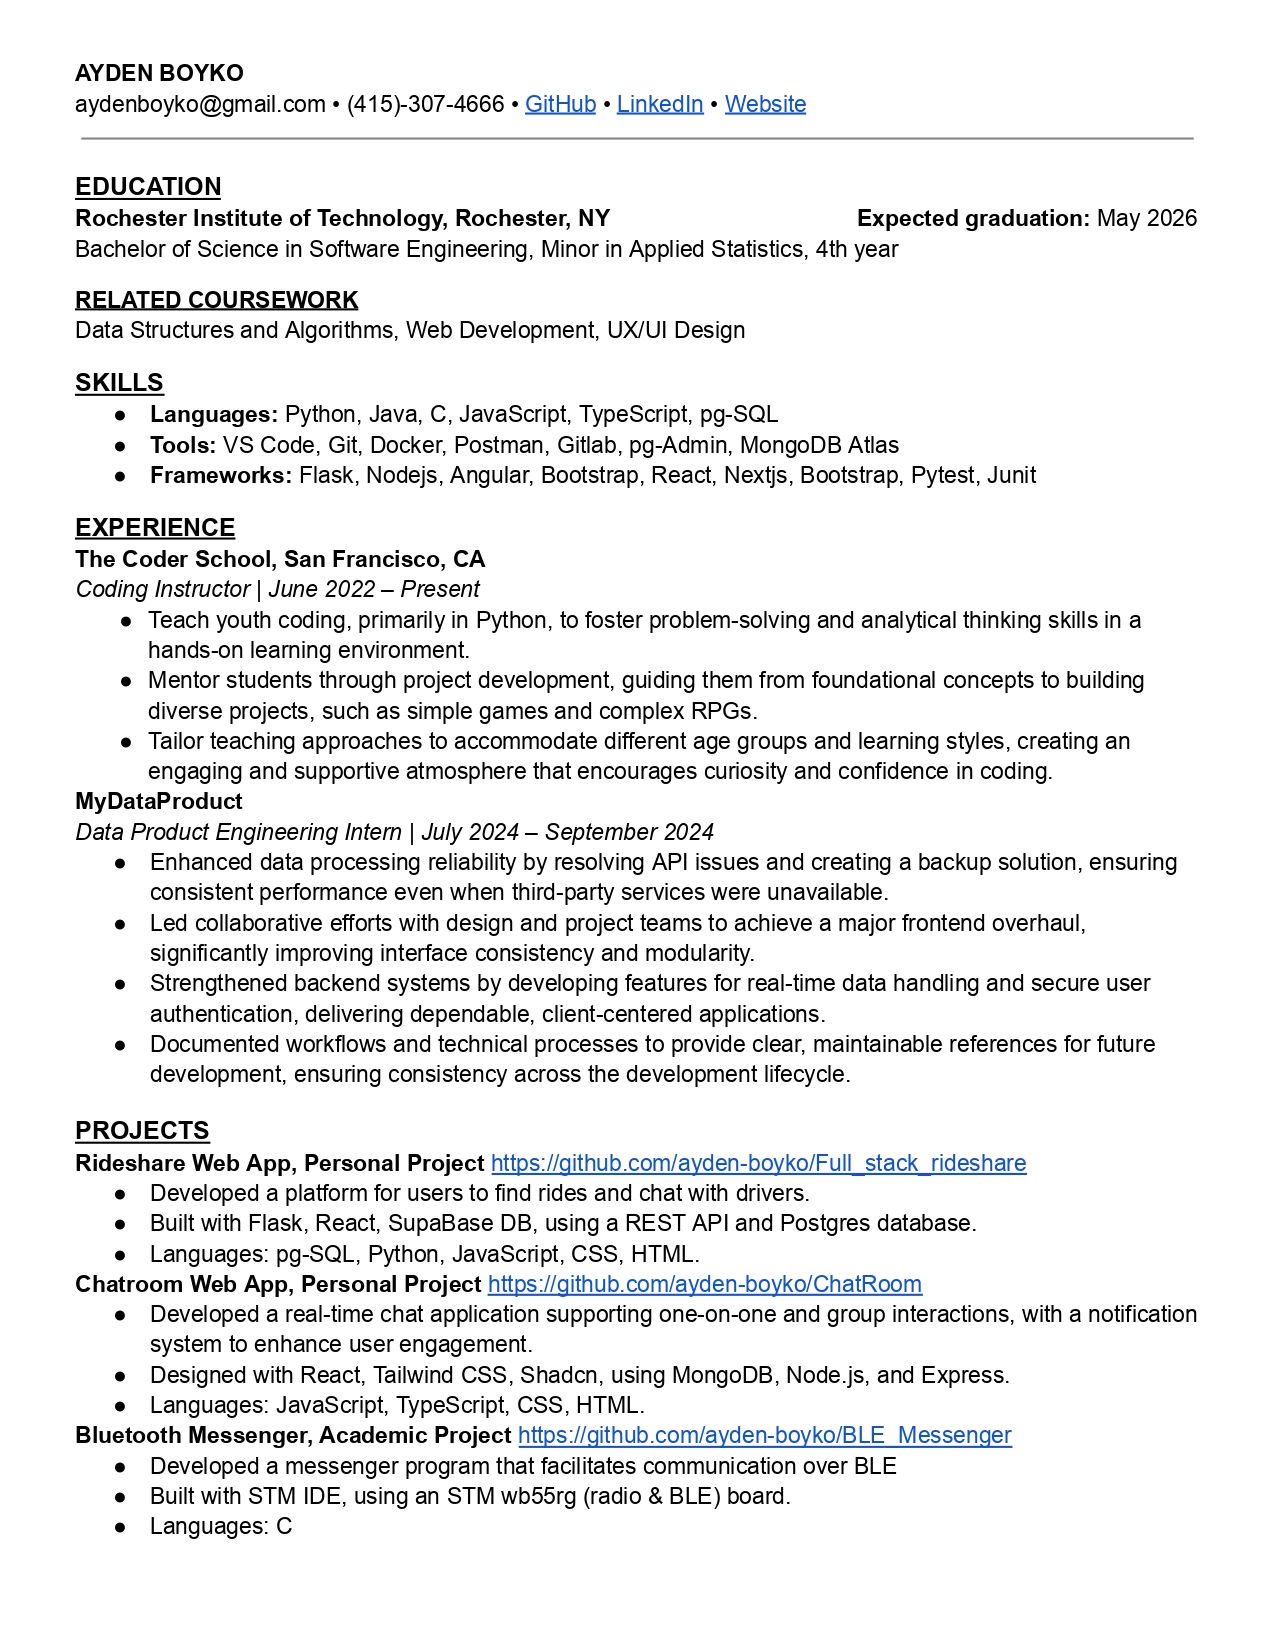 AYDEN BOYKO
aydenboyko@gmail.com • (415)-307-4666 • GitHub • LinkedIn • Website
EDUCATION
Rochester Institute of Technology, Rochester, NY Expected graduation: May 2026
Bachelor of Science in Software Engineering, Minor in Applied Statistics, 4th year
RELATED COURSEWORK
Data Structures and Algorithms, Web Development, UX/UI Design
SKILLS
● Languages: Python, Java, C, JavaScript, TypeScript, pg-SQL
● Tools: VS Code, Git, Docker, Postman, Gitlab, pg-Admin, MongoDB Atlas
● Frameworks: Flask, Nodejs, Angular, Bootstrap, React, Nextjs, Bootstrap, Pytest, Junit
EXPERIENCE
The Coder School, San Francisco, CA
Coding Instructor | June 2022 – Present
● Teach youth coding, primarily in Python, to foster problem-solving and analytical thinking skills in a
hands-on learning environment.
● Mentor students through project development, guiding them from foundational concepts to building
diverse projects, such as simple games and complex RPGs.
● Tailor teaching approaches to accommodate different age groups and learning styles, creating an
engaging and supportive atmosphere that encourages curiosity and confidence in coding.
MyDataProduct
Data Product Engineering Intern | July 2024 – September 2024
● Enhanced data processing reliability by resolving API issues and creating a backup solution, ensuring
consistent performance even when third-party services were unavailable.
● Led collaborative efforts with design and project teams to achieve a major frontend overhaul,
significantly improving interface consistency and modularity.
● Strengthened backend systems by developing features for real-time data handling and secure user
authentication, delivering dependable, client-centered applications.
● Documented workflows and technical processes to provide clear, maintainable references for future
development, ensuring consistency across the development lifecycle.
PROJECTS
Rideshare Web App, Personal Project https://github.com/ayden-boyko/Full_stack_rideshare
● Developed a platform for users to find rides and chat with drivers.
● Built with Flask, React, SupaBase DB, using a REST API and Postgres database.
● Languages: pg-SQL, Python, JavaScript, CSS, HTML.
Chatroom Web App, Personal Project https://github.com/ayden-boyko/ChatRoom
● Developed a real-time chat application supporting one-on-one and group interactions, with a notification
system to enhance user engagement.
● Designed with React, Tailwind CSS, Shadcn, using MongoDB, Node.js, and Express.
● Languages: JavaScript, TypeScript, CSS, HTML.
Bluetooth Messenger, Academic Project https://github.com/ayden-boyko/BLE_Messenger
● Developed a messenger program that facilitates communication over BLE
● Built with STM IDE, using an STM wb55rg (radio & BLE) board.
● Languages: C